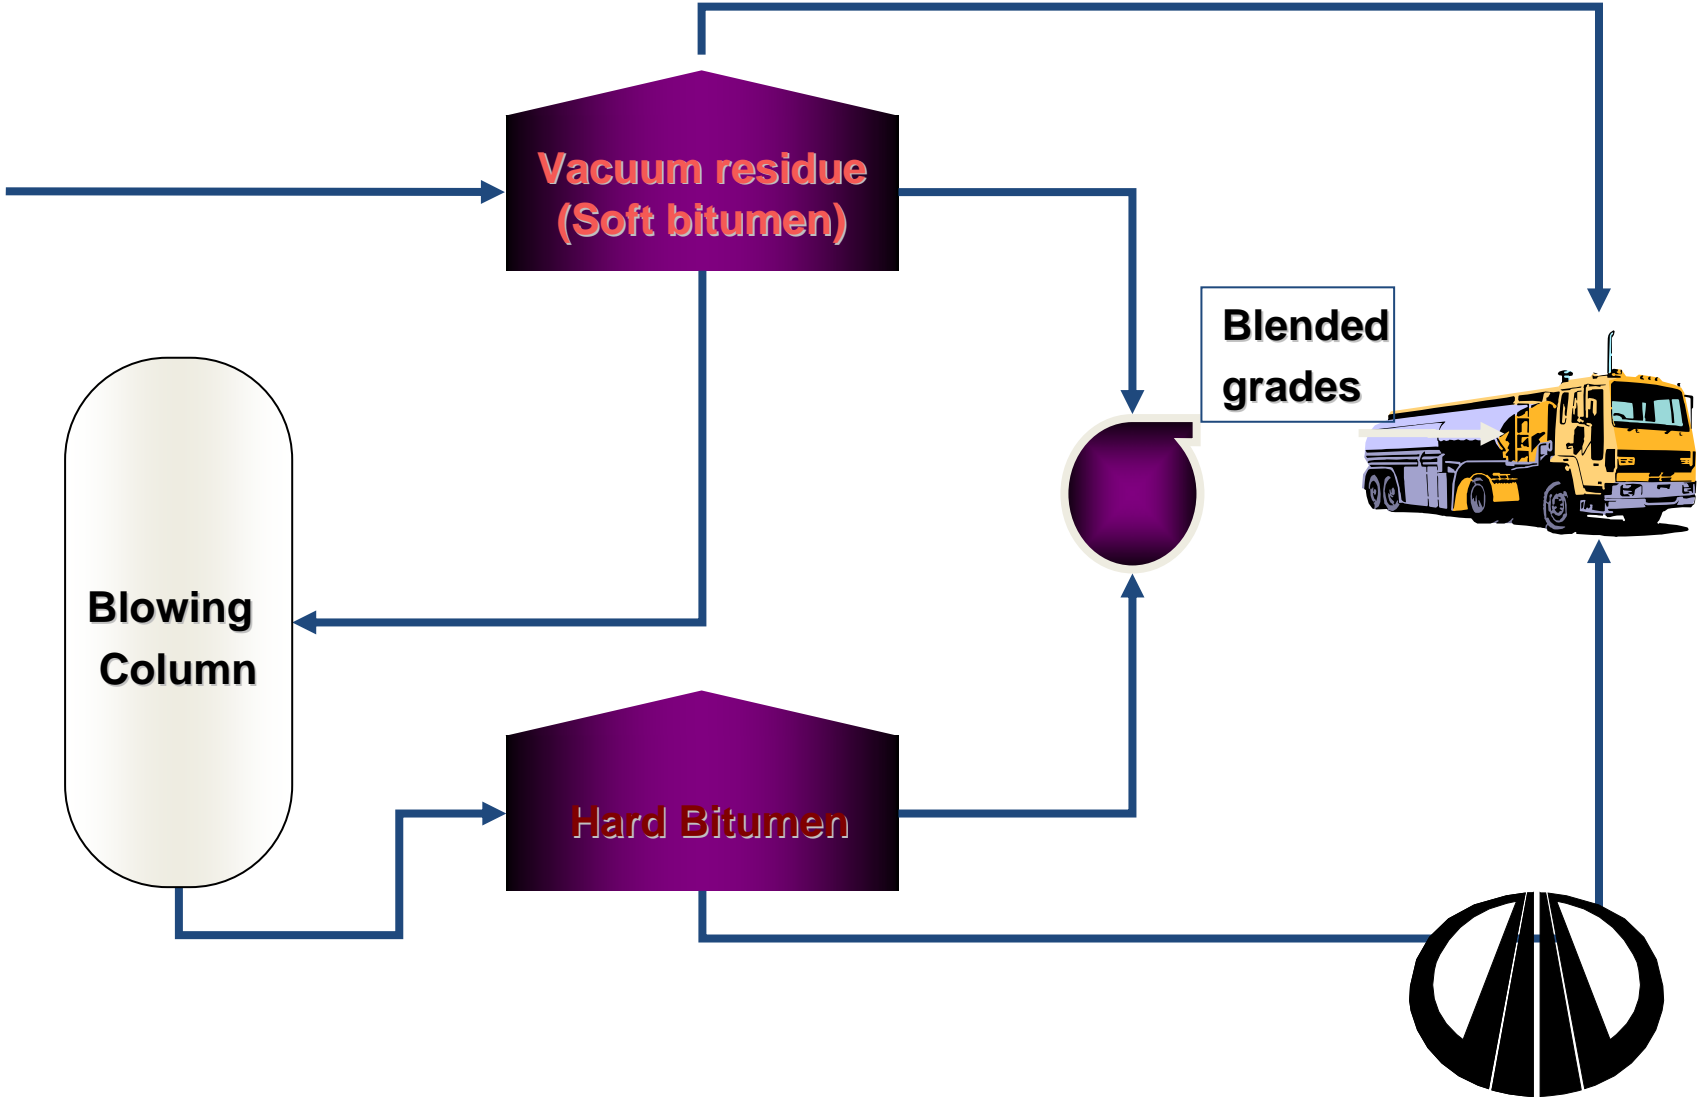 Vacuum residue
(Soft bitumen)
Blended
grades
Blowing
Column
Hard Bitumen